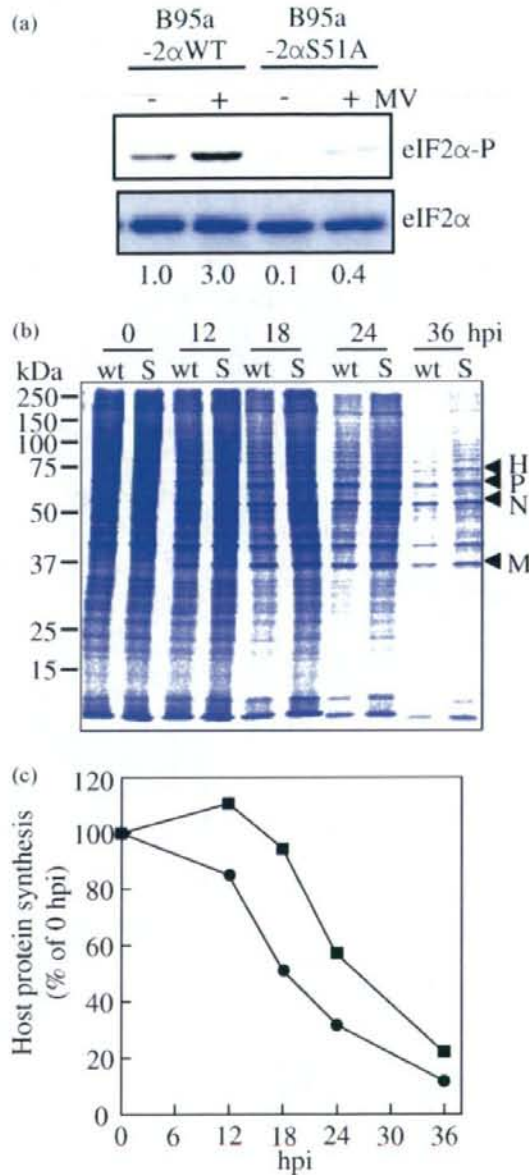 (a)
B95a B95a
-2αWT -2αS51A
- + - + MV
eIF2α-P
eIF2α
1.0 3.0 0.1 0.4
(b)
0 12 18 24 36 hpi
kDa wt S wt S wt S wt S wt S
250
150
100
75
50
37
25
15
H
P
N
M
(c)
Host protein synthesis
(% of 0 hpi)
120
100
80
60
40
20
0
0 6 12 18 24 30 36
hpi